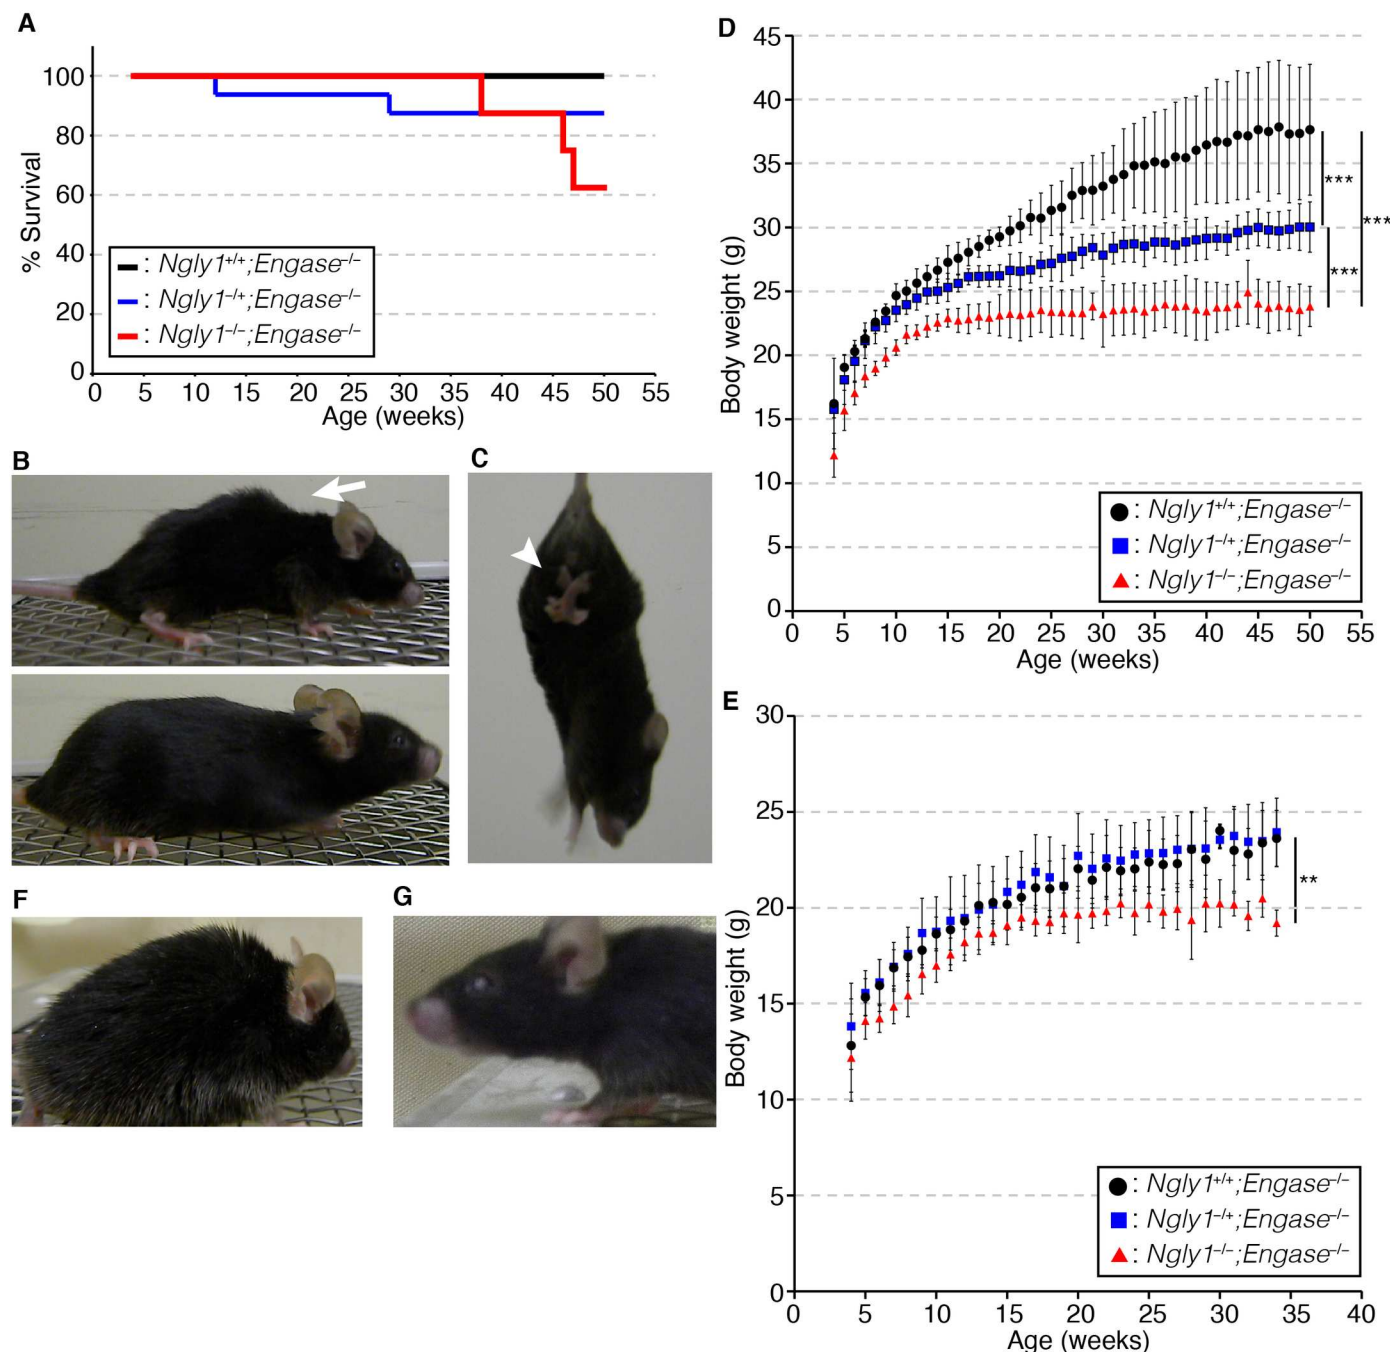 A
% Survival
100
80
60
40
20
0
: Ngly1+/+;Engase–/–
: Ngly1–/+;Engase–/–
: Ngly1–/–;Engase–/–
0 5 10 15 20 25 30 35 40 45 50 55
Age (weeks)
B
C
D
Body weight (g)
45
40
35
30
25
20
15
10
5
0
***
***
***
: Ngly1+/+;Engase–/–
: Ngly1–/+;Engase–/–
: Ngly1–/–;Engase–/–
0 5 10 15 20 25 30 35 40 45 50 55
Age (weeks)
E
Body weight (g)
30
25
20
15
10
5
0
**
: Ngly1+/+;Engase–/–
: Ngly1–/+;Engase–/–
: Ngly1–/–;Engase–/–
0 5 10 15 20 25 30 35 40
Age (weeks)
F
G